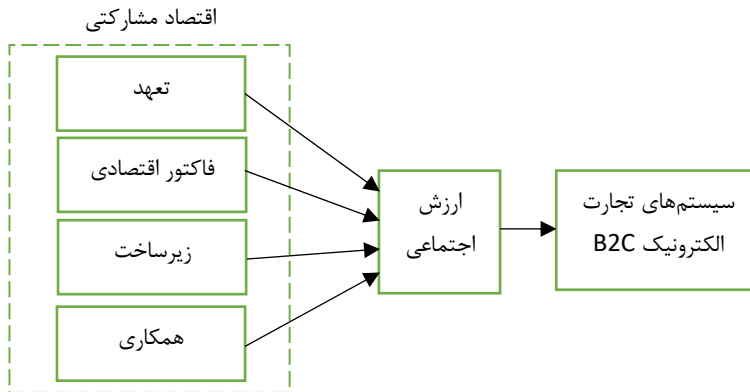 اقتصاد مشارکتی
تعهد
فاکتور اقتصادی
زیرساخت
همکاری
ارزش
اجتماعی
سیستم‌های تجارت
الکترونیک B2C